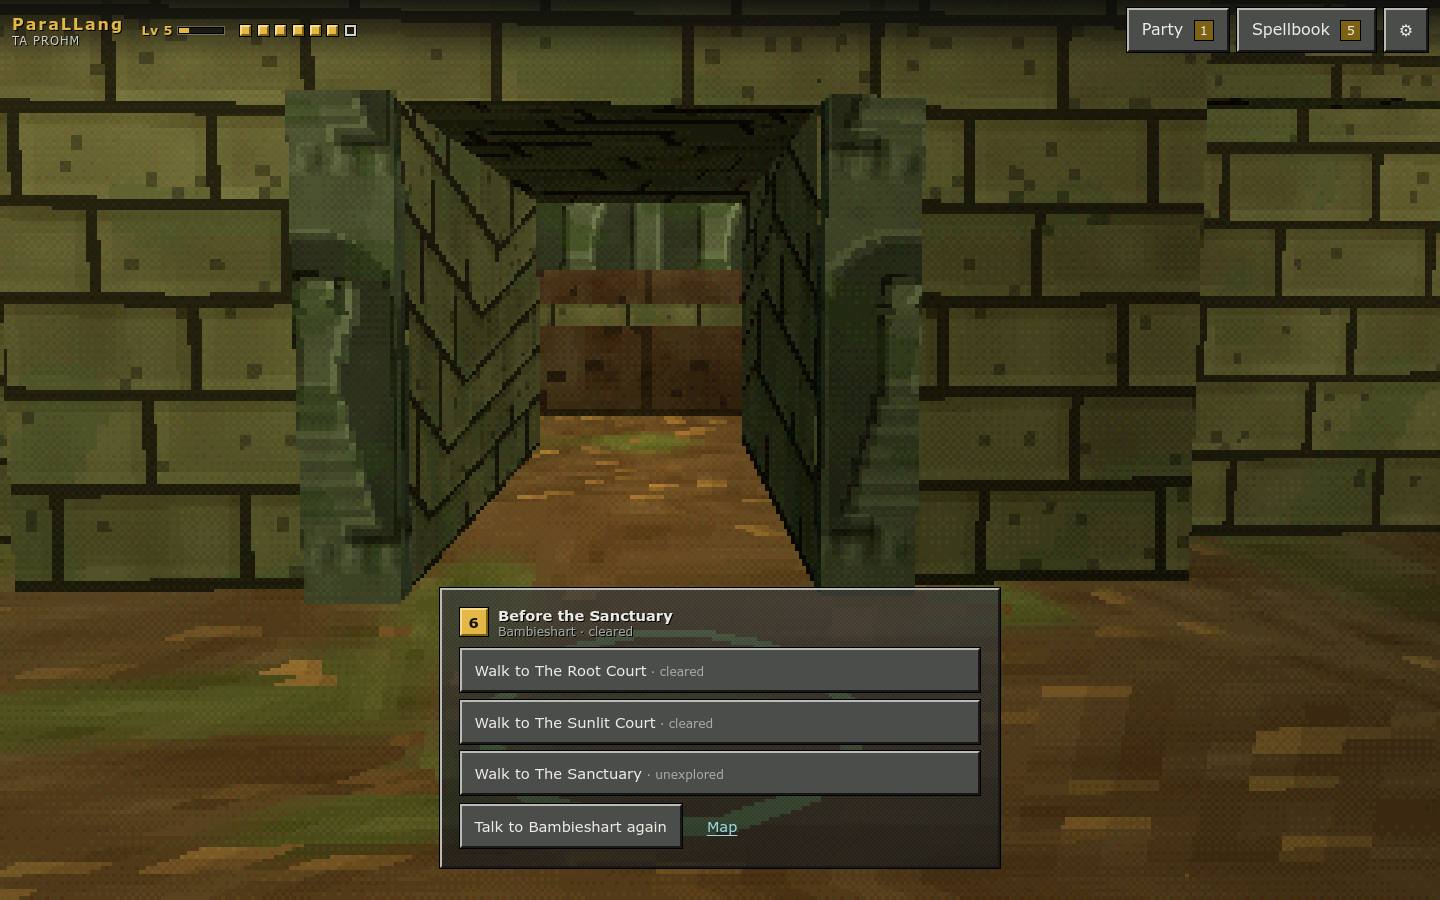 ParaLLang
TA PROHM
Lv 5
Party 1
Spellbook 5
⚙
6
Before the Sanctuary
Bambieshart · cleared
Walk to The Root Court · cleared
Walk to The Sunlit Court · cleared
Walk to The Sanctuary · unexplored
Talk to Bambieshart again
Map